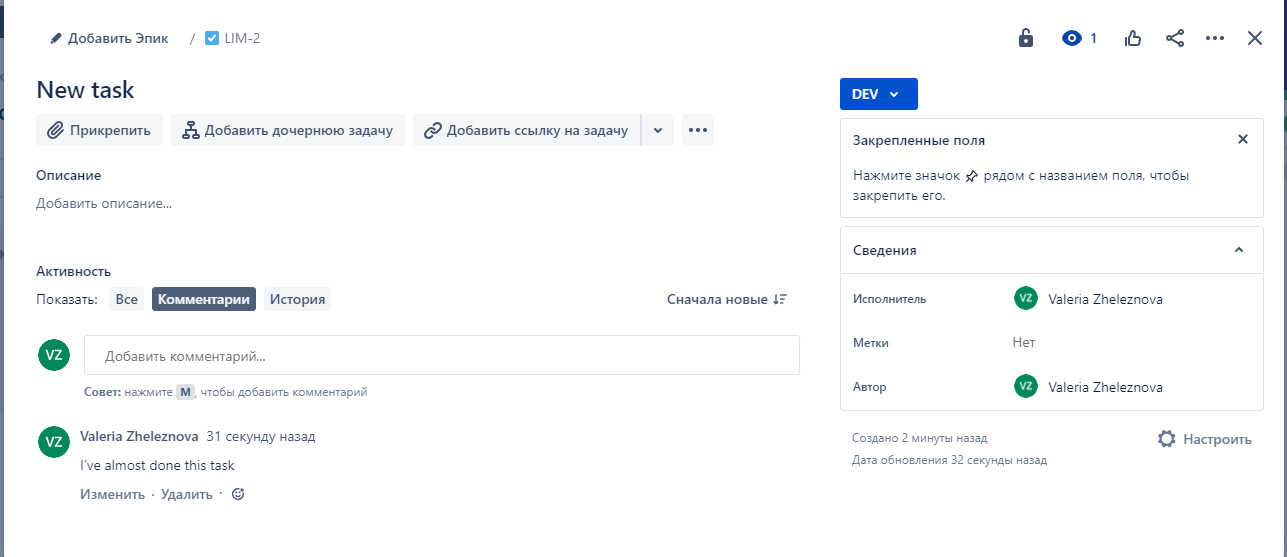 Добавить Эпик / LIM-2
1
New task
DEV
Прикрепить Добавить дочернюю задачу Добавить ссылку на задачу
Закрепленные поля
Нажмите значок рядом с названием поля, чтобы
закрепить его.
Описание
Добавить описание...
Сведения
Исполнитель VZ Valeria Zheleznova
Метки Нет
Автор VZ Valeria Zheleznova
Активность
Показать: Все Комментарии История Сначала новые
VZ Добавить комментарий...
Совет: нажмите M, чтобы добавить комментарий
VZ Valeria Zheleznova 31 секунду назад
I've almost done this task
Изменить · Удалить ·
Создано 2 минуты назад
Дата обновления 32 секунды назад
Настроить